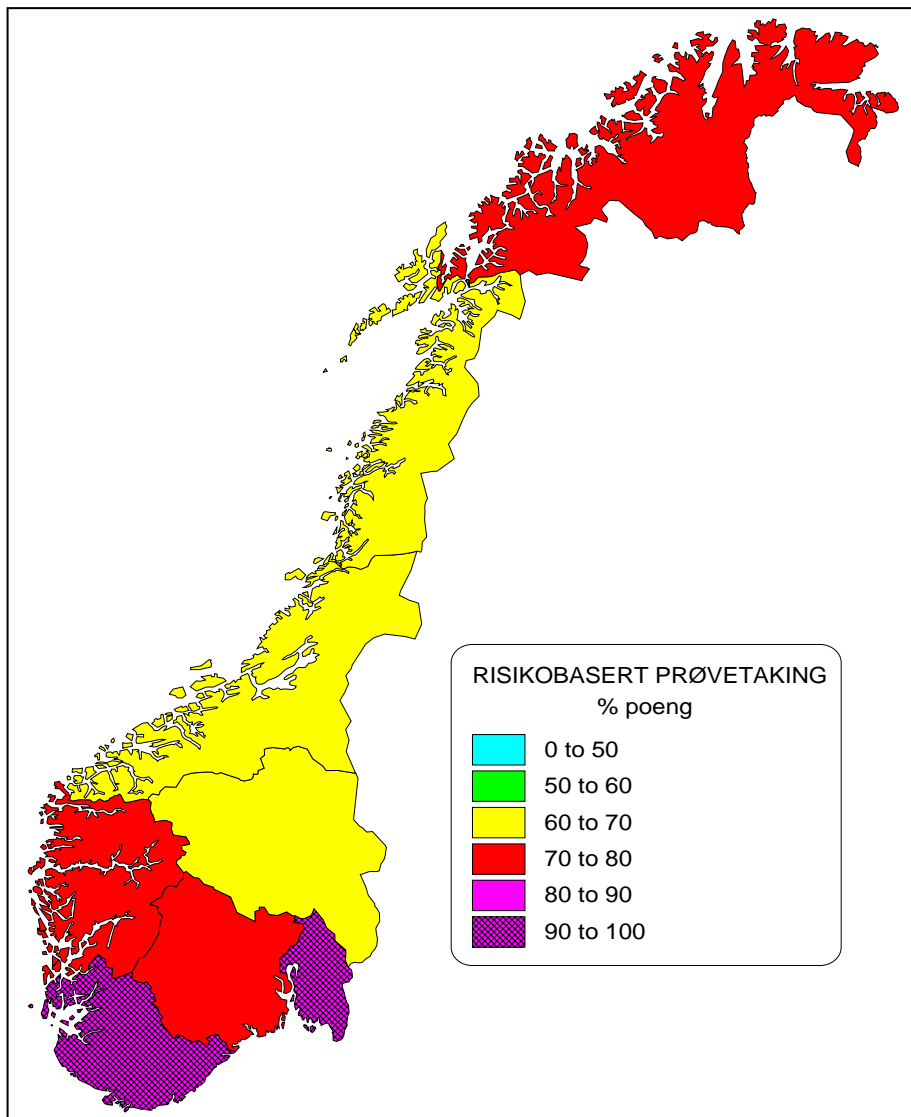 RISIKOBASERT PRØVETAKING
% poeng
0 to 50
50 to 60
60 to 70
70 to 80
80 to 90
90 to 100